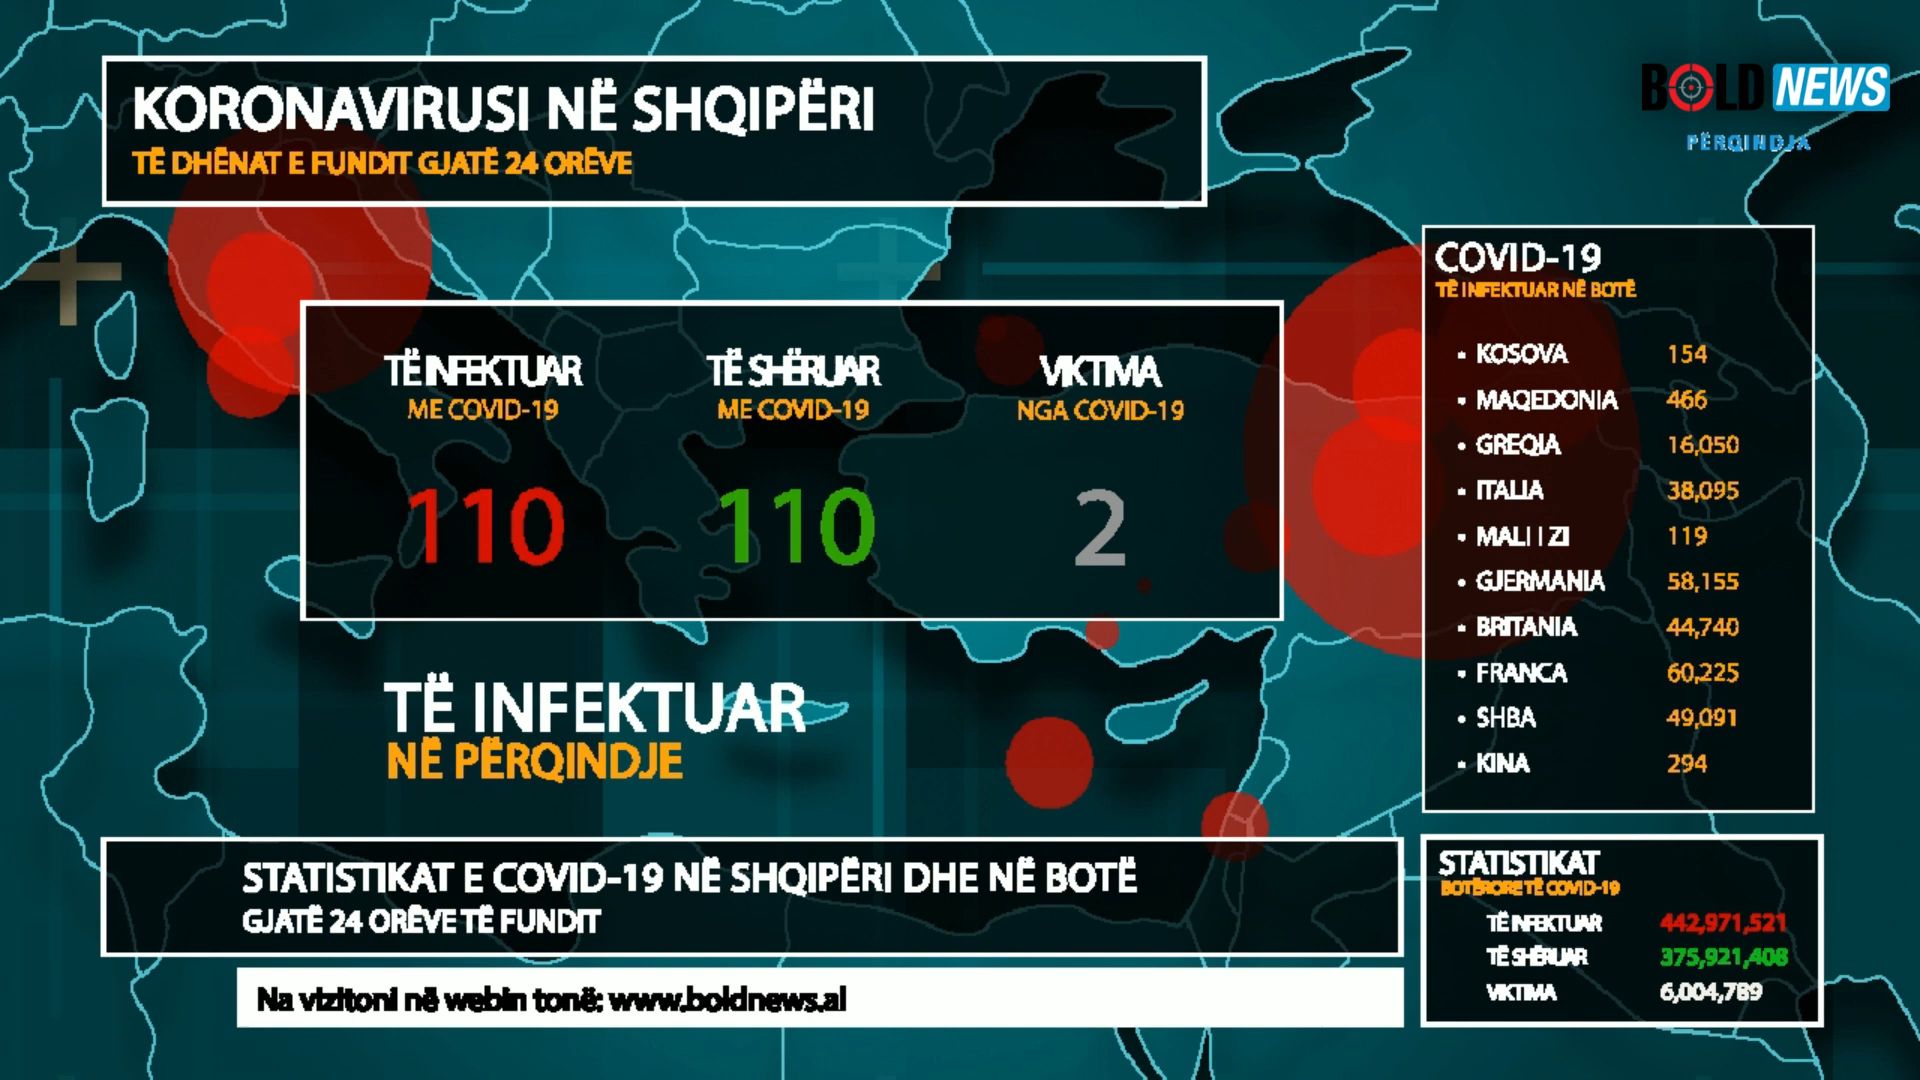 KORONAVIRUSI NË SHQIPËRI
TË DHËNAT E FUNDIT GJATË 24 ORËVE
BOLD NEWS
PËRQINDJA
TË INFEKTUAR
ME COVID-19
110
TË SHËRUAR
ME COVID-19
110
VIKTIMA
NGA COVID-19
2
TË INFEKTUAR
NË PËRQINDJE
COVID-19
TË INFEKTUAR NË BOTË
• KOSOVA 154
• MAQEDONIA 466
• GREQIA 16,050
• ITALIA 38,095
• MALI I ZI 119
• GJERMANIA 58,155
• BRITANIA 44,740
• FRANCA 60,225
• SHBA 49,091
• KINA 294
STATISTIKAT E COVID-19 NË SHQIPËRI DHE NË BOTË
GJATË 24 ORËVE TË FUNDIT
Na vizitoni në webin tonë: www.boldnews.al
STATISTIKAT
BOTËRORE TË COVID-19
TË INFEKTUAR 442,971,521
TË SHËRUAR 375,921,408
VIKTIMA 6,004,789